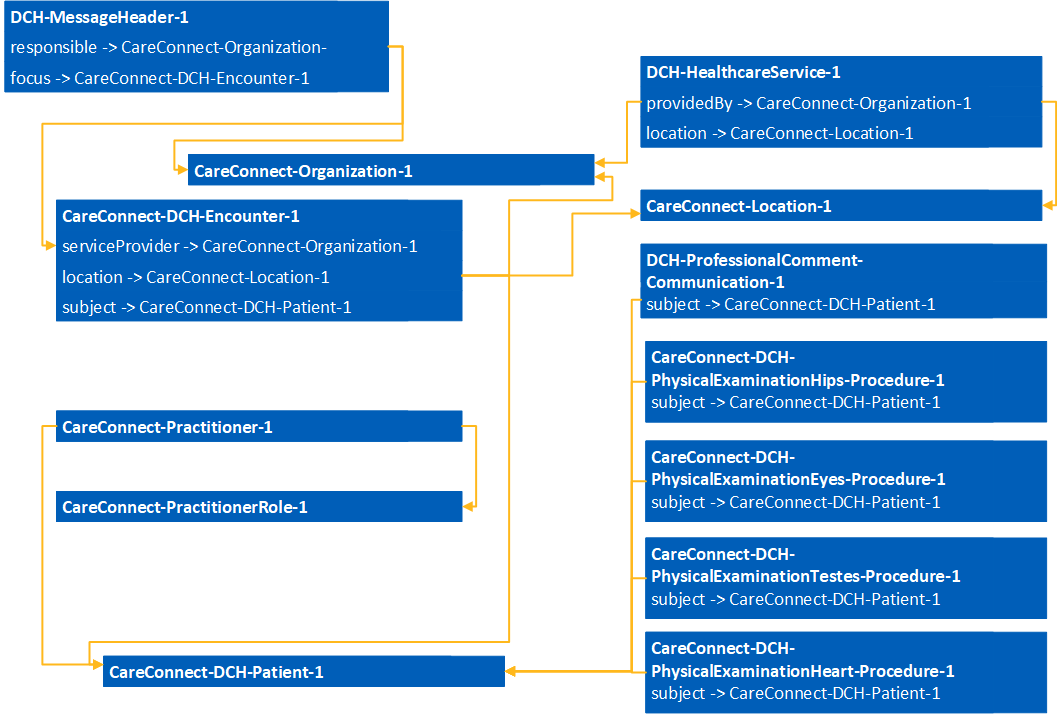 DCH-MessageHeader-1
responsible -> CareConnect-Organization-
focus -> CareConnect-DCH-Encounter-1
DCH-HealthcareService-1
providedBy -> CareConnect-Organization-1
location -> CareConnect-Location-1
CareConnect-Organization-1
CareConnect-Location-1
CareConnect-DCH-Encounter-1
serviceProvider -> CareConnect-Organization-1
location -> CareConnect-Location-1
subject -> CareConnect-DCH-Patient-1
DCH-ProfessionalComment-
Communication-1
subject -> CareConnect-DCH-Patient-1
CareConnect-DCH-
PhysicalExaminationHips-Procedure-1
subject -> CareConnect-DCH-Patient-1
CareConnect-Practitioner-1
CareConnect-DCH-
PhysicalExaminationEyes-Procedure-1
subject -> CareConnect-DCH-Patient-1
CareConnect-PractitionerRole-1
CareConnect-DCH-
PhysicalExaminationTestes-Procedure-1
subject -> CareConnect-DCH-Patient-1
CareConnect-DCH-Patient-1
CareConnect-DCH-
PhysicalExaminationHeart-Procedure-1
subject -> CareConnect-DCH-Patient-1